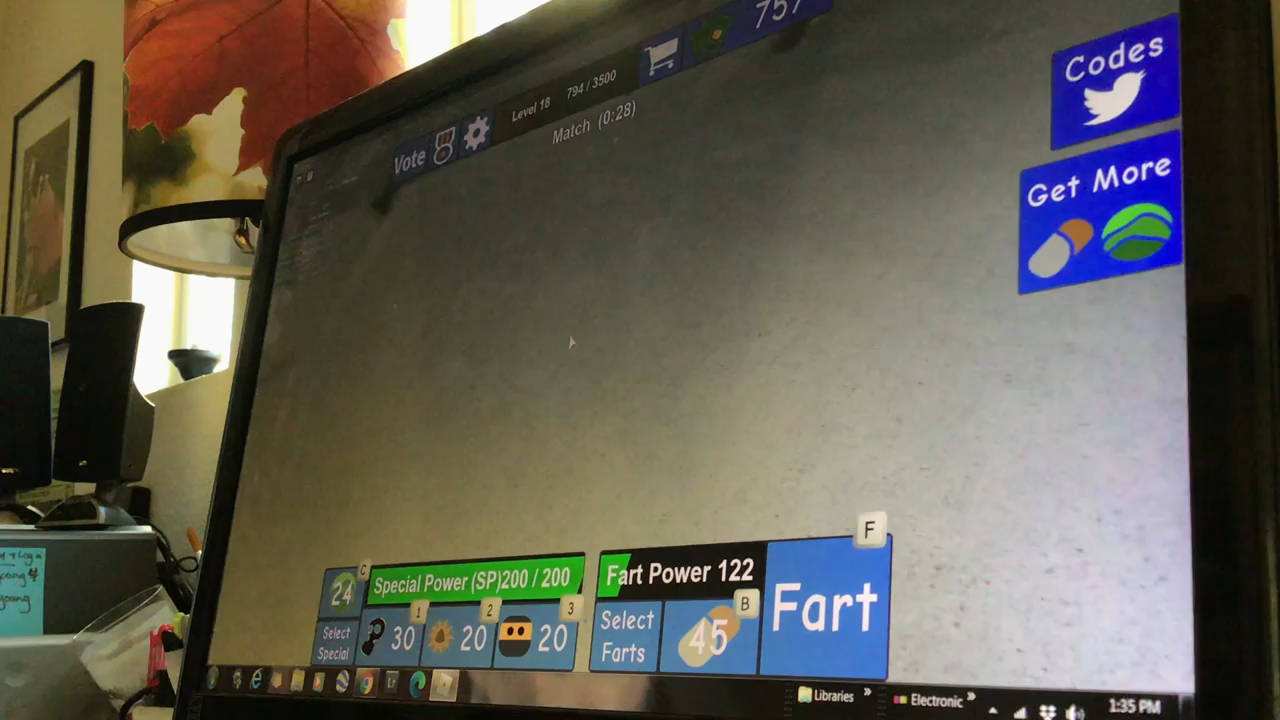 757
Level 18 794 / 3500
Vote
Match (0:28)
Codes
Get More
F
C
24
Special Power (SP)200 / 200
Fart Power 122
1
2
3
B
Select
Special
30
20
20
Select
Farts
45
Fart
Libraries »
Electronic »
1:35 PM